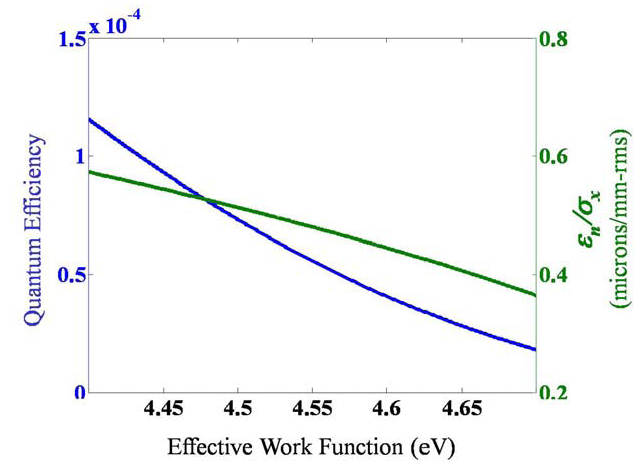 x 10⁻⁴
1.5
1
0.5
0
Quantum Efficiency
0.8
0.6
0.4
0.2
εₙ/σₓ
(microns/mm-rms)
4.45 4.5 4.55 4.6 4.65
Effective Work Function (eV)